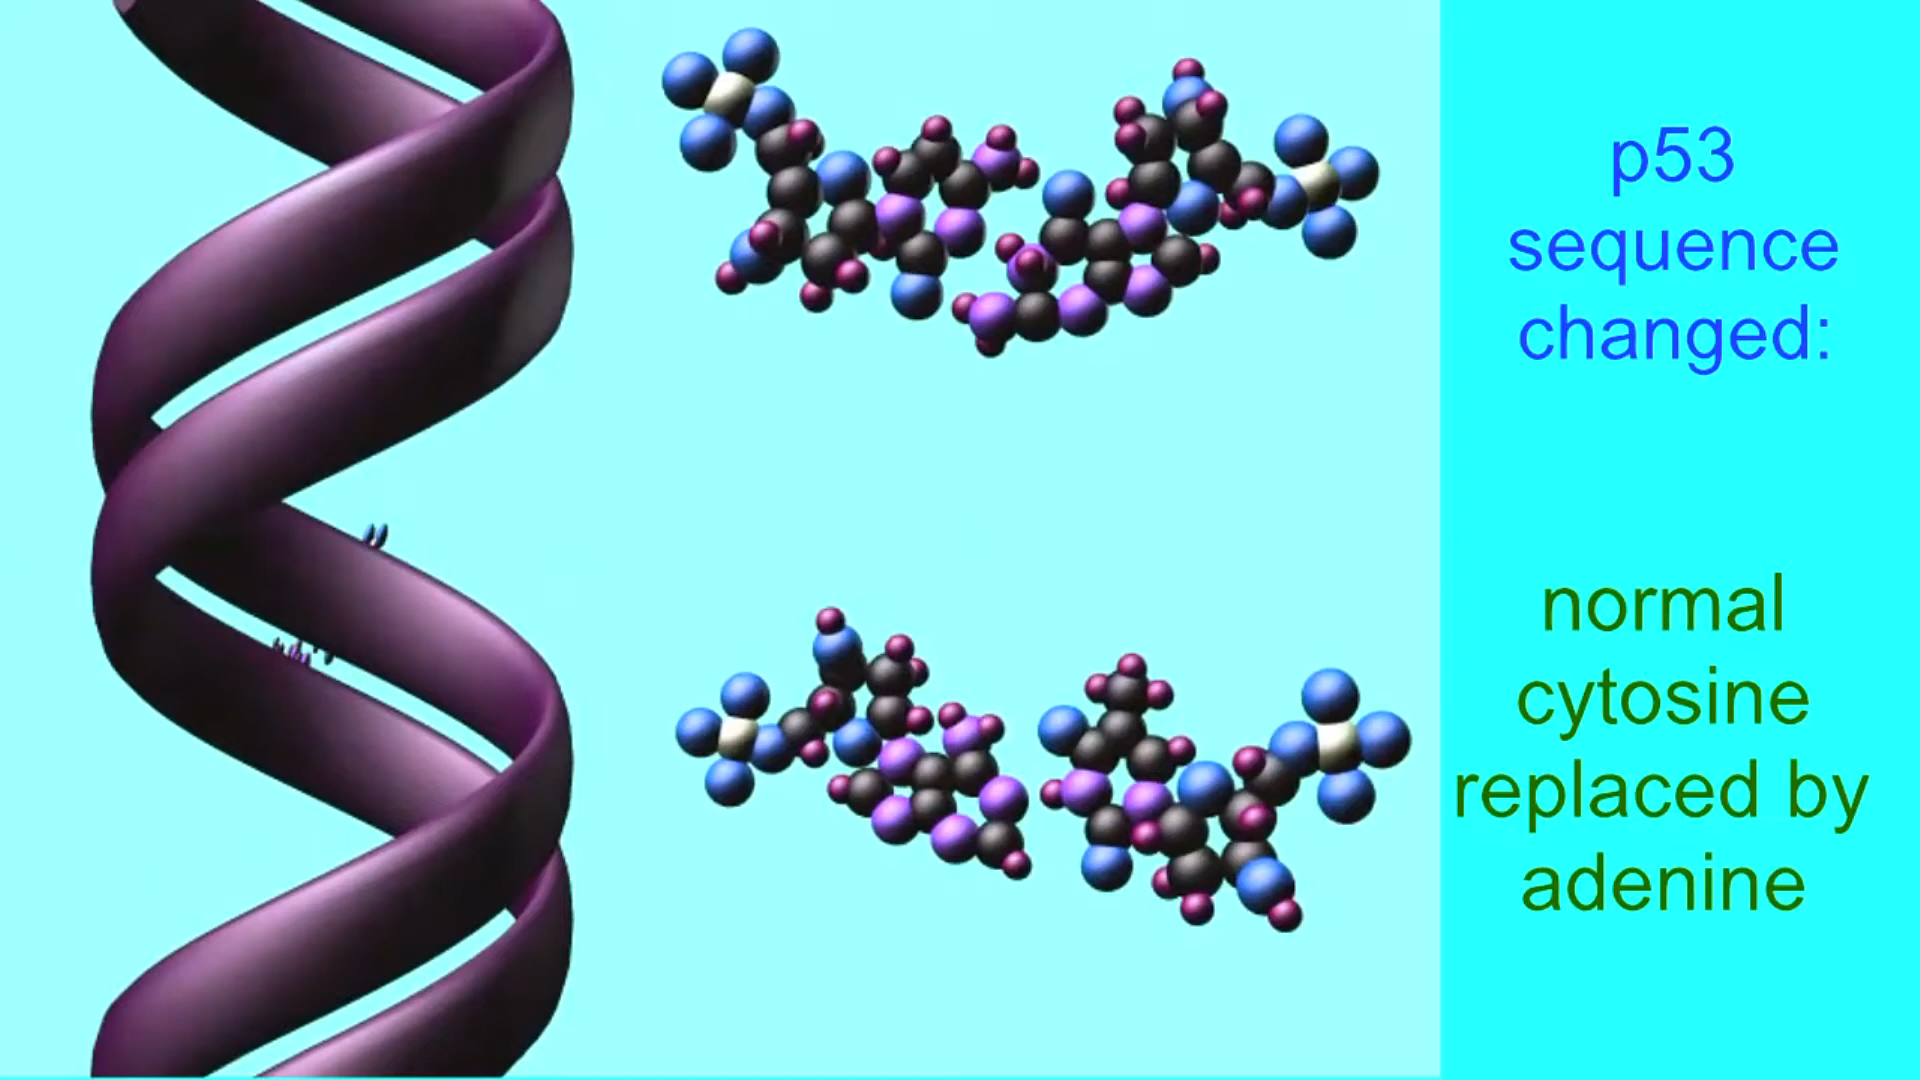 p53
sequence
changed:
normal
cytosine
replaced by
adenine